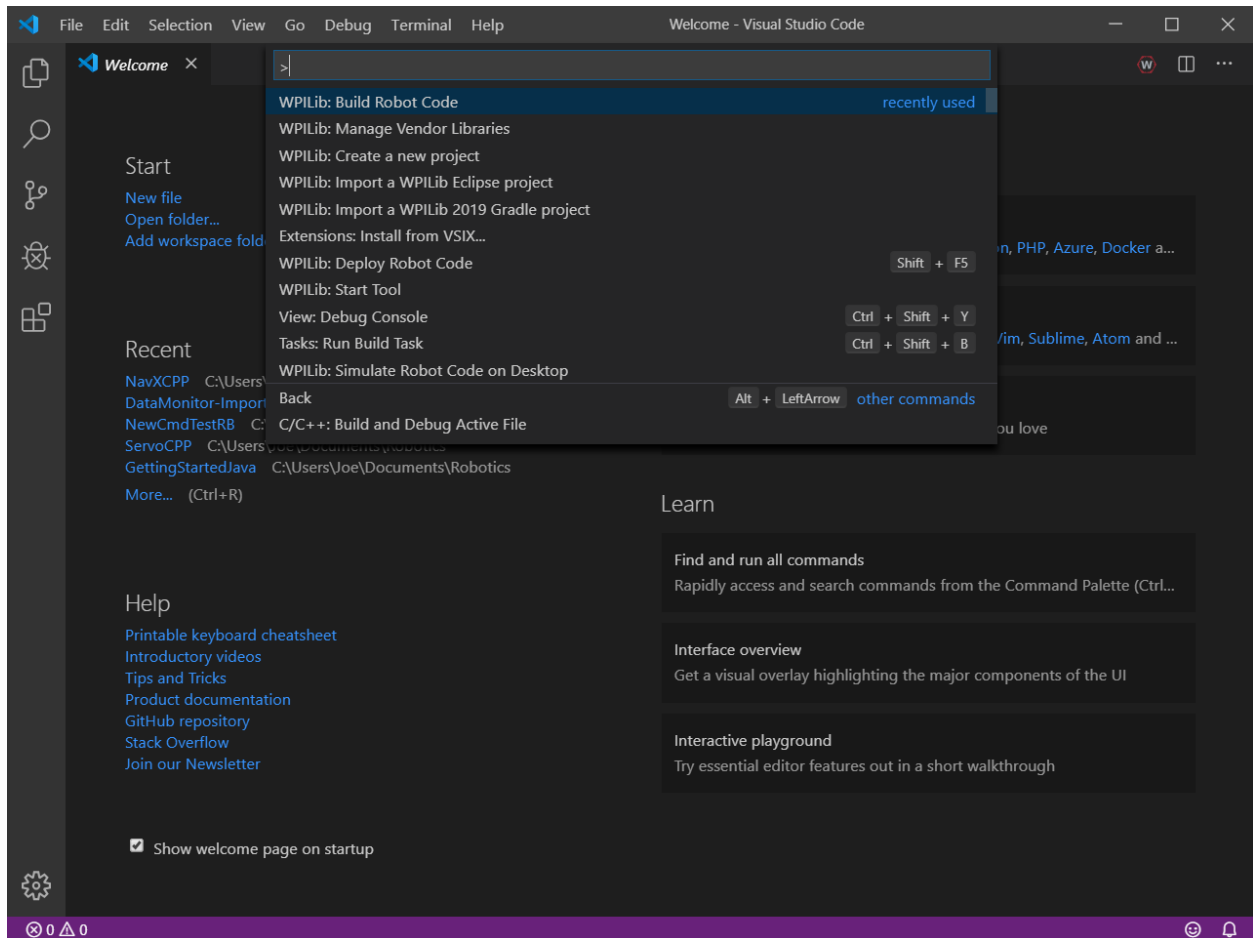 File Edit Selection View Go Debug Terminal Help Welcome - Visual Studio Code
Welcome
>
W
WPILib: Build Robot Code recently used
WPILib: Manage Vendor Libraries
WPILib: Create a new project
WPILib: Import a WPILib Eclipse project
WPILib: Import a WPILib 2019 Gradle project
Extensions: Install from VSIX...
WPILib: Deploy Robot Code Shift + F5
WPILib: Start Tool
View: Debug Console Ctrl + Shift + Y
Tasks: Run Build Task Ctrl + Shift + B
WPILib: Simulate Robot Code on Desktop
Back Alt + LeftArrow other commands
C/C++: Build and Debug Active File
Start
New file
Open folder...
Add workspace fold
Recent
NavXCPP C:\Users\
DataMonitor-Import
NewCmdTestRB C:
ServoCPP C:\Users\Joe\Documents\Robotics
GettingStartedJava C:\Users\Joe\Documents\Robotics
More... (Ctrl+R)
Help
Printable keyboard cheatsheet
Introductory videos
Tips and Tricks
Product documentation
GitHub repository
Stack Overflow
Join our Newsletter
Show welcome page on startup
PHP, Azure, Docker a...
Sublime, Atom and ...
you love
Learn
Find and run all commands
Rapidly access and search commands from the Command Palette (Ctrl...
Interface overview
Get a visual overlay highlighting the major components of the UI
Interactive playground
Try essential editor features out in a short walkthrough
0 0